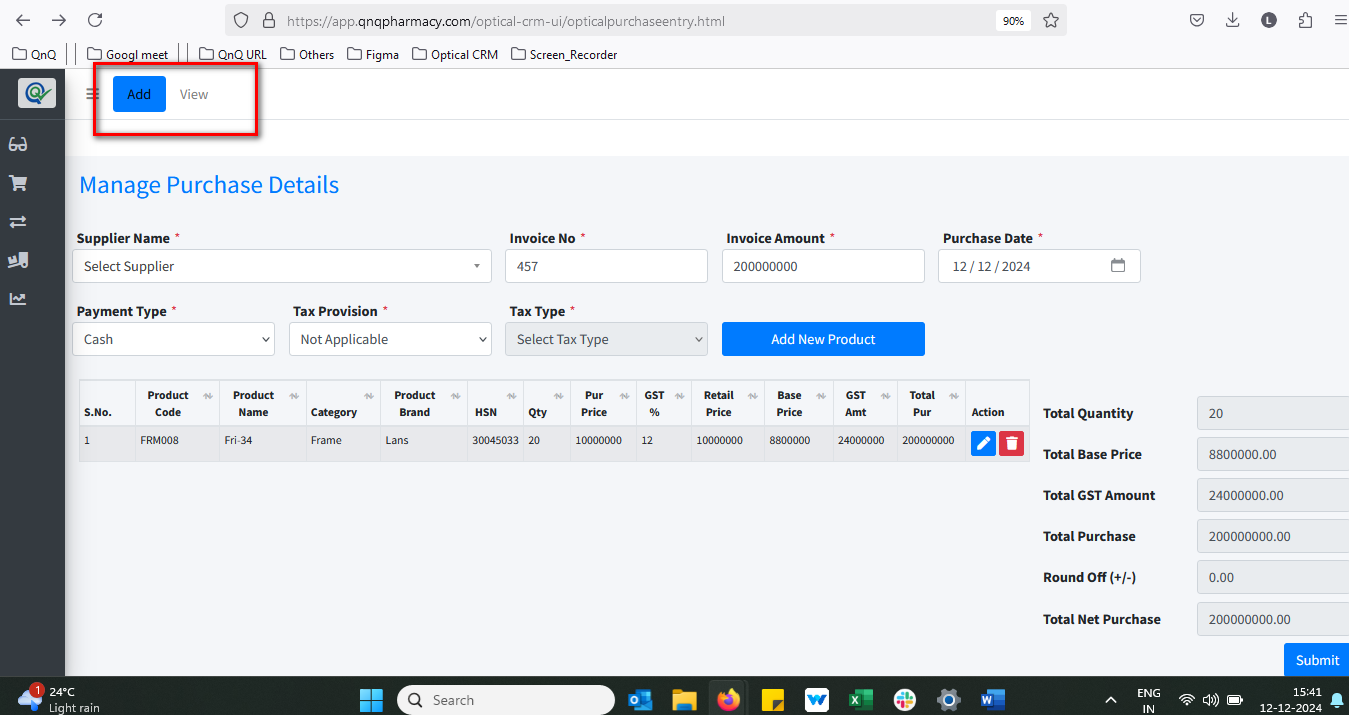 https://app.qnqpharmacy.com/optical-crm-ui/opticalpurchaseentry.html 90% L
QnQ Googl meet QnQ URL Others Figma Optical CRM Screen_Recorder
Add View
Manage Purchase Details
Supplier Name * Invoice No * Invoice Amount * Purchase Date *
Select Supplier 457 200000000 12 / 12 / 2024
Payment Type * Tax Provision * Tax Type *
Cash Not Applicable Select Tax Type Add New Product
S.No. Product Code Product Name Category Product Brand HSN Qty Pur Price GST % Retail Price Base Price GST Amt Total Pur Action
1 FRM008 Fri-34 Frame Lans 30045033 20 10000000 12 10000000 8800000 24000000 200000000
Total Quantity 20
Total Base Price 8800000.00
Total GST Amount 24000000.00
Total Purchase 200000000.00
Round Off (+/-) 0.00
Total Net Purchase 200000000.00
Submit
1 24°C
Light rain
Search
ENG
IN
15:41
12-12-2024